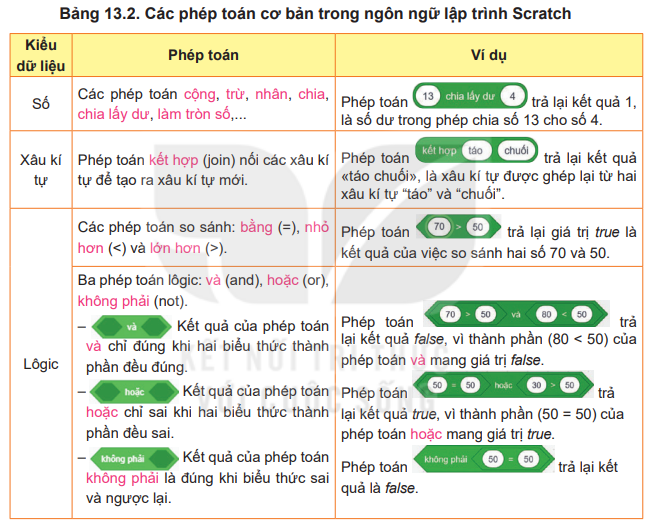 Bảng 13.2. Các phép toán cơ bản trong ngôn ngữ lập trình Scratch
Kiểu
dữ liệu
Phép toán
Ví dụ
Số
Các phép toán cộng, trừ, nhân, chia,
chia lấy dư, làm tròn số,...
Phép toán 13 chia lấy dư 4 trả lại kết quả 1,
là số dư trong phép chia số 13 cho số 4.
Xâu kí
tự
Phép toán kết hợp (join) nối các xâu kí
tự để tạo ra xâu kí tự mới.
Phép toán kết hợp táo chuối trả lại kết quả
«táo chuối», là xâu kí tự được ghép lại từ hai
xâu kí tự “táo” và “chuối”.
Lôgic
Các phép toán so sánh: bằng (=), nhỏ
hơn (<) và lớn hơn (>).
Phép toán 70 > 50 trả lại giá trị true là
kết quả của việc so sánh hai số 70 và 50.
Ba phép toán lôgic: và (and), hoặc (or),
không phải (not).
– và Kết quả của phép toán
và chỉ đúng khi hai biểu thức thành
phần đều đúng.
– hoặc Kết quả của phép toán
hoặc chỉ sai khi hai biểu thức thành
phần đều sai.
– không phải Kết quả của phép toán
không phải là đúng khi biểu thức sai
và ngược lại.
Phép toán 70 > 50 và 80 < 50 trả
lại kết quả false, vì thành phần (80 < 50) của
phép toán và mang giá trị false.
Phép toán 50 = 50 hoặc 30 > 50 trả
lại kết quả true, vì thành phần (50 = 50) của
phép toán hoặc mang giá trị true.
Phép toán không phải 50 = 50 trả lại kết
quả là false.
KẾT NỐI TRI THỨC
VỚI CUỘC SỐNG